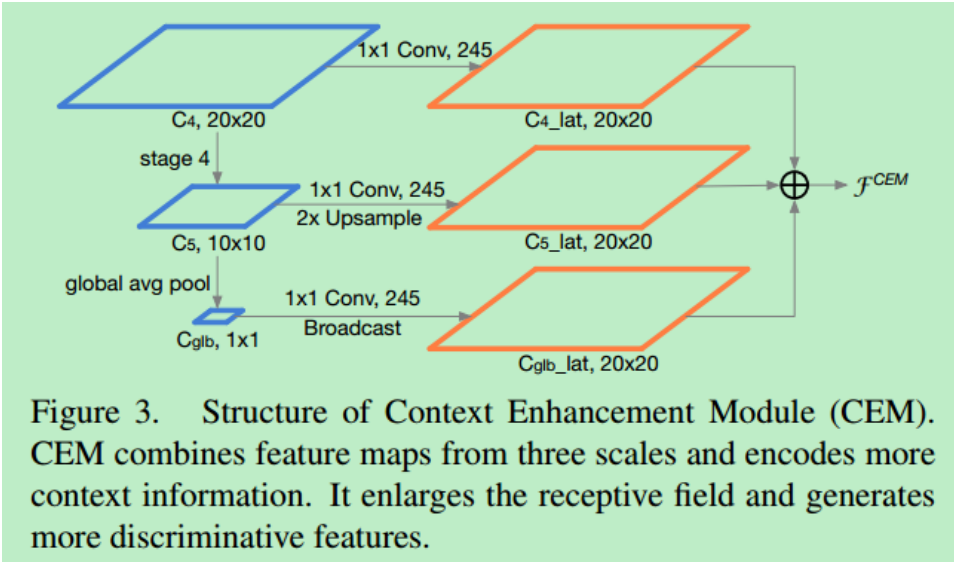 1x1 Conv, 245
C4, 20x20
C4_lat, 20x20
stage 4
1x1 Conv, 245
2x Upsample
C5, 10x10
C5_lat, 20x20
ℱ^CEM
global avg pool
1x1 Conv, 245
Broadcast
Cglb, 1x1
Cglb_lat, 20x20
Figure 3. Structure of Context Enhancement Module (CEM).
CEM combines feature maps from three scales and encodes more
context information. It enlarges the receptive field and generates
more discriminative features.